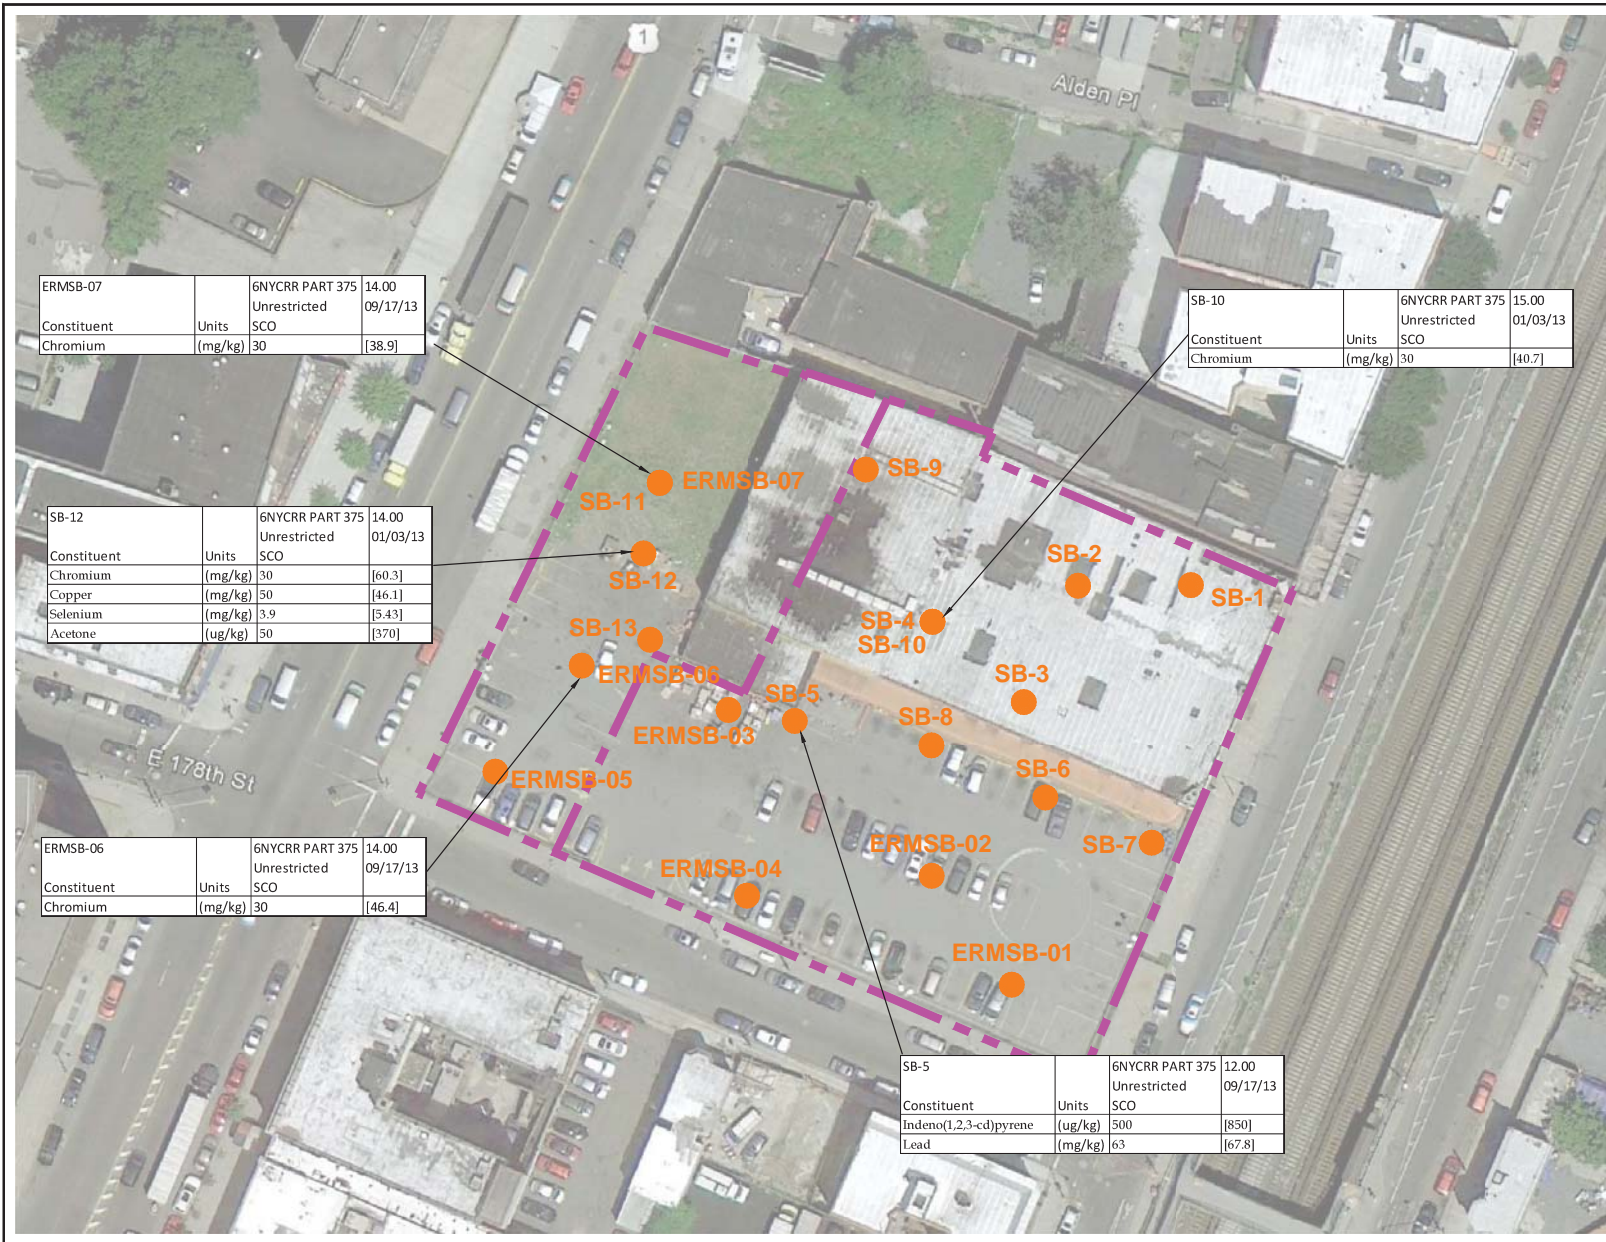 1
Alden Pl
ERMSB-07 6NYCRR PART 375 14.00
Unrestricted 09/17/13
Constituent Units SCO
Chromium (mg/kg) 30 [38.9]
SB-10 6NYCRR PART 375 15.00
Unrestricted 01/03/13
Constituent Units SCO
Chromium (mg/kg) 30 [40.7]
SB-9
ERMSB-07
SB-11
SB-12 6NYCRR PART 375 14.00
Unrestricted 01/03/13
Constituent Units SCO
Chromium (mg/kg) 30 [60.3]
Copper (mg/kg) 50 [46.1]
Selenium (mg/kg) 3.9 [5.43]
Acetone (ug/kg) 50 [370]
SB-2
SB-12
SB-1
SB-4
SB-10
SB-13
ERMSB-06
SB-5
SB-3
SB-8
ERMSB-03
E 178th St
ERMSB-05
SB-6
ERMSB-02
SB-7
ERMSB-04
ERMSB-06 6NYCRR PART 375 14.00
Unrestricted 09/17/13
Constituent Units SCO
Chromium (mg/kg) 30 [46.4]
ERMSB-01
SB-5 6NYCRR PART 375 12.00
Unrestricted 09/17/13
Constituent Units SCO
Indeno(1,2,3-cd)pyrene (ug/kg) 500 [850]
Lead (mg/kg) 63 [67.8]